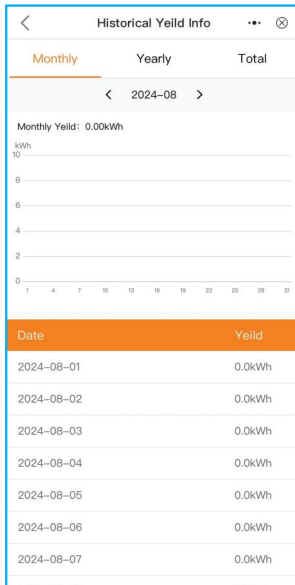 Historical Yeild Info
Monthly Yearly Total
< 2024-08 >
Monthly Yeild: 0.00kWh
kWh
10
8
6
4
2
0
1 4 7 10 13 16 19 22 25 28 31
Date Yeild
2024-08-01 0.0kWh
2024-08-02 0.0kWh
2024-08-03 0.0kWh
2024-08-04 0.0kWh
2024-08-05 0.0kWh
2024-08-06 0.0kWh
2024-08-07 0.0kWh